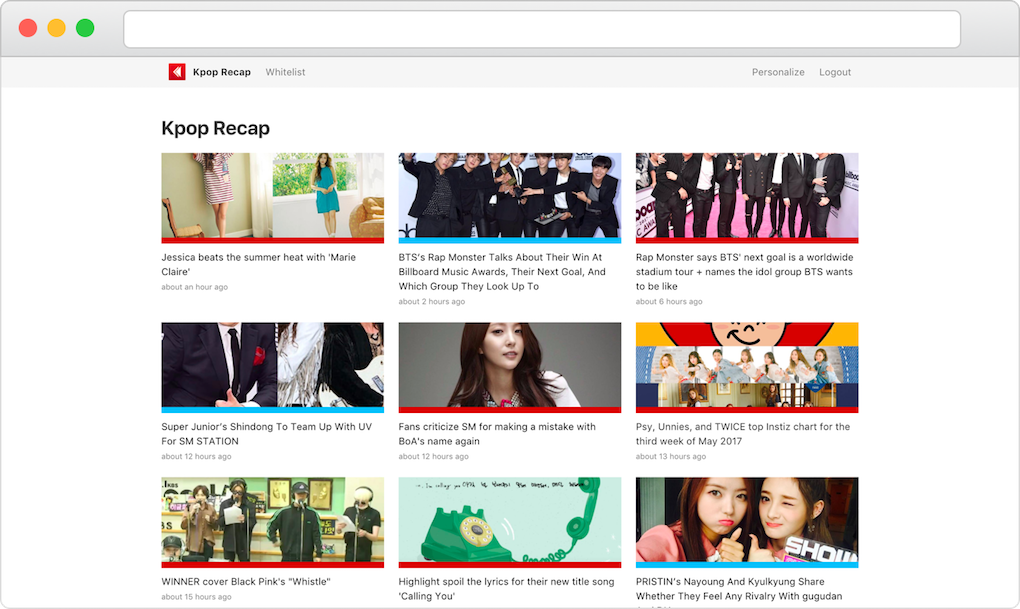 Kpop Recap
Whitelist
Personalize
Logout
Kpop Recap
Jessica beats the summer heat with 'Marie
Claire'
about an hour ago
BTS's Rap Monster Talks About Their Win At
Billboard Music Awards, Their Next Goal, And
Which Group They Look Up To
about 2 hours ago
Rap Monster says BTS' next goal is a worldwide
stadium tour + names the idol group BTS wants
to be like
about 6 hours ago
Super Junior's Shindong To Team Up With UV
For SM STATION
about 12 hours ago
Fans criticize SM for making a mistake with
BoA's name again
about 12 hours ago
Psy, Unnies, and TWICE top Instiz chart for the
third week of May 2017
about 13 hours ago
KBS
WINNER cover Black Pink's "Whistle"
about 15 hours ago
I'm calling you
Highlight spoil the lyrics for their new title song
'Calling You'
SHOW
PRISTIN's Nayoung And Kyulkyung Share
Whether They Feel Any Rivalry With gugudan